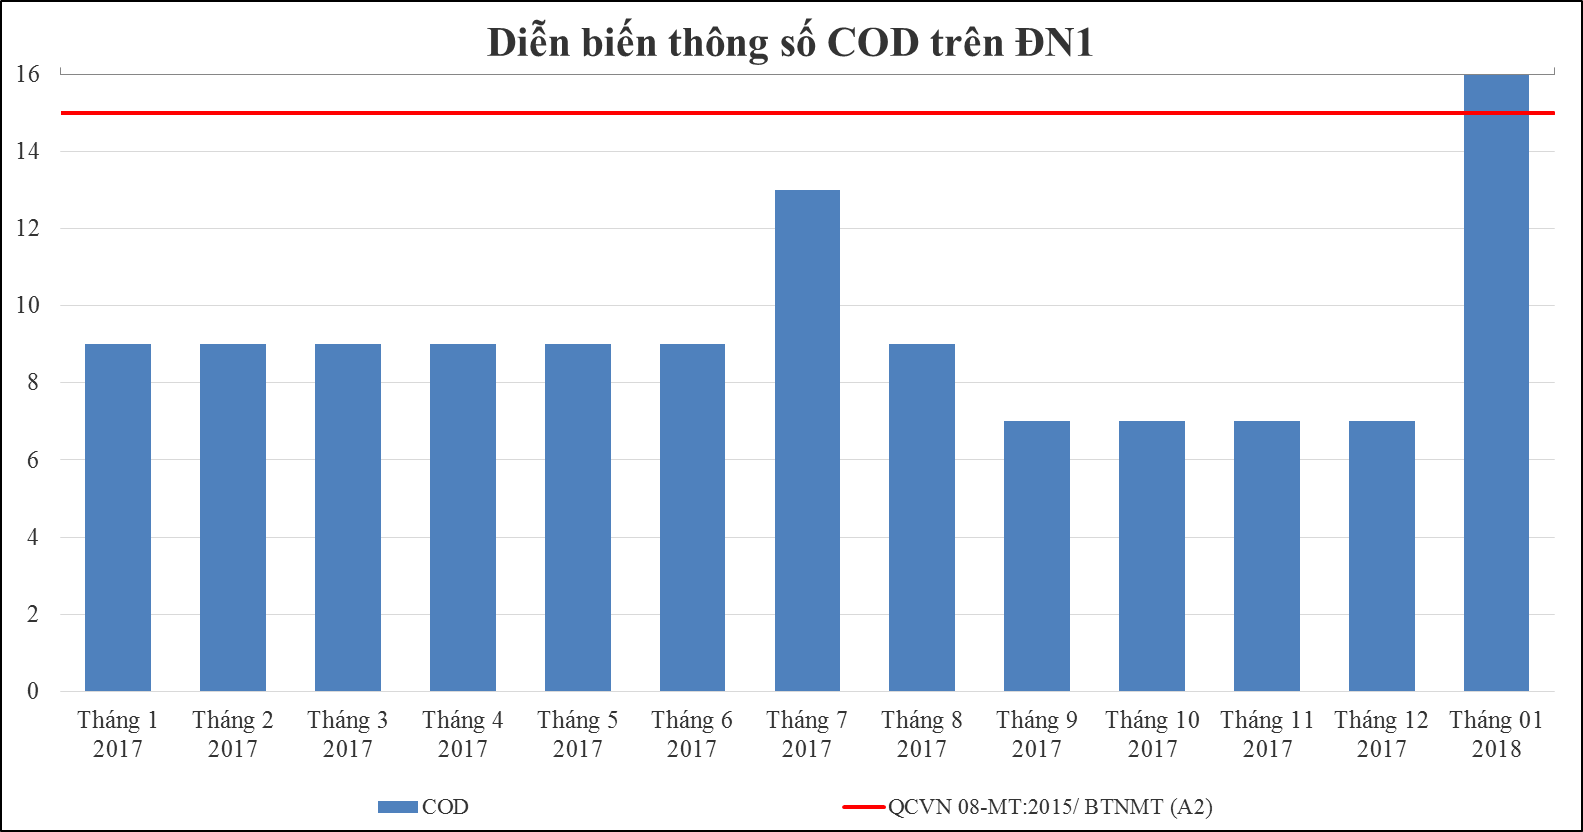 Diễn biến thông số COD trên ĐN1
16
14
12
10
8
6
4
2
0
Tháng 1 2017
Tháng 2 2017
Tháng 3 2017
Tháng 4 2017
Tháng 5 2017
Tháng 6 2017
Tháng 7 2017
Tháng 8 2017
Tháng 9 2017
Tháng 10 2017
Tháng 11 2017
Tháng 12 2017
Tháng 01 2018
COD
QCVN 08-MT:2015/ BTNMT (A2)